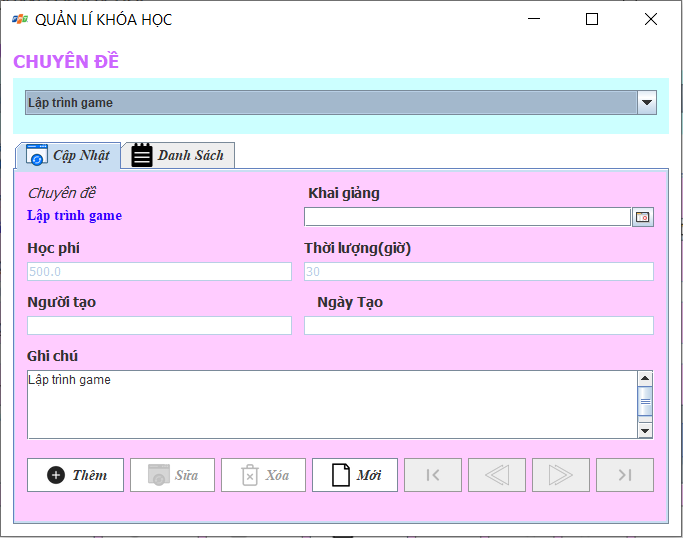 QUẢN LÍ KHÓA HỌC
CHUYÊN ĐỀ
Lập trình game
Cập Nhật
Danh Sách
Chuyên đề
Khai giảng
Lập trình game
Học phí
Thời lượng(giờ)
500.0
30
Người tạo
Ngày Tạo
Ghi chú
Lập trình game
Thêm
Sửa
Xóa
Mới